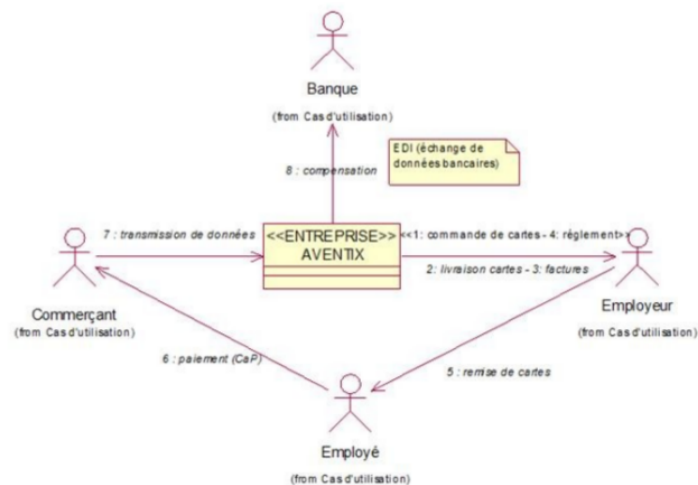 Banque
(from Cas d'utilisation)
EDI (échange de
données bancaires)
8 : compensation
7 : transmission de données
<<ENTREPRISE>>
AVENTIX
<<1: commande de cartes - 4: réglement>>
2: livraison cartes - 3: factures
Commerçant
(from Cas d'utilisation)
Employeur
(from Cas d'utilisation)
6 : paiement (CaP)
5 : remise de cartes
Employé
(from Cas d'utilisation)